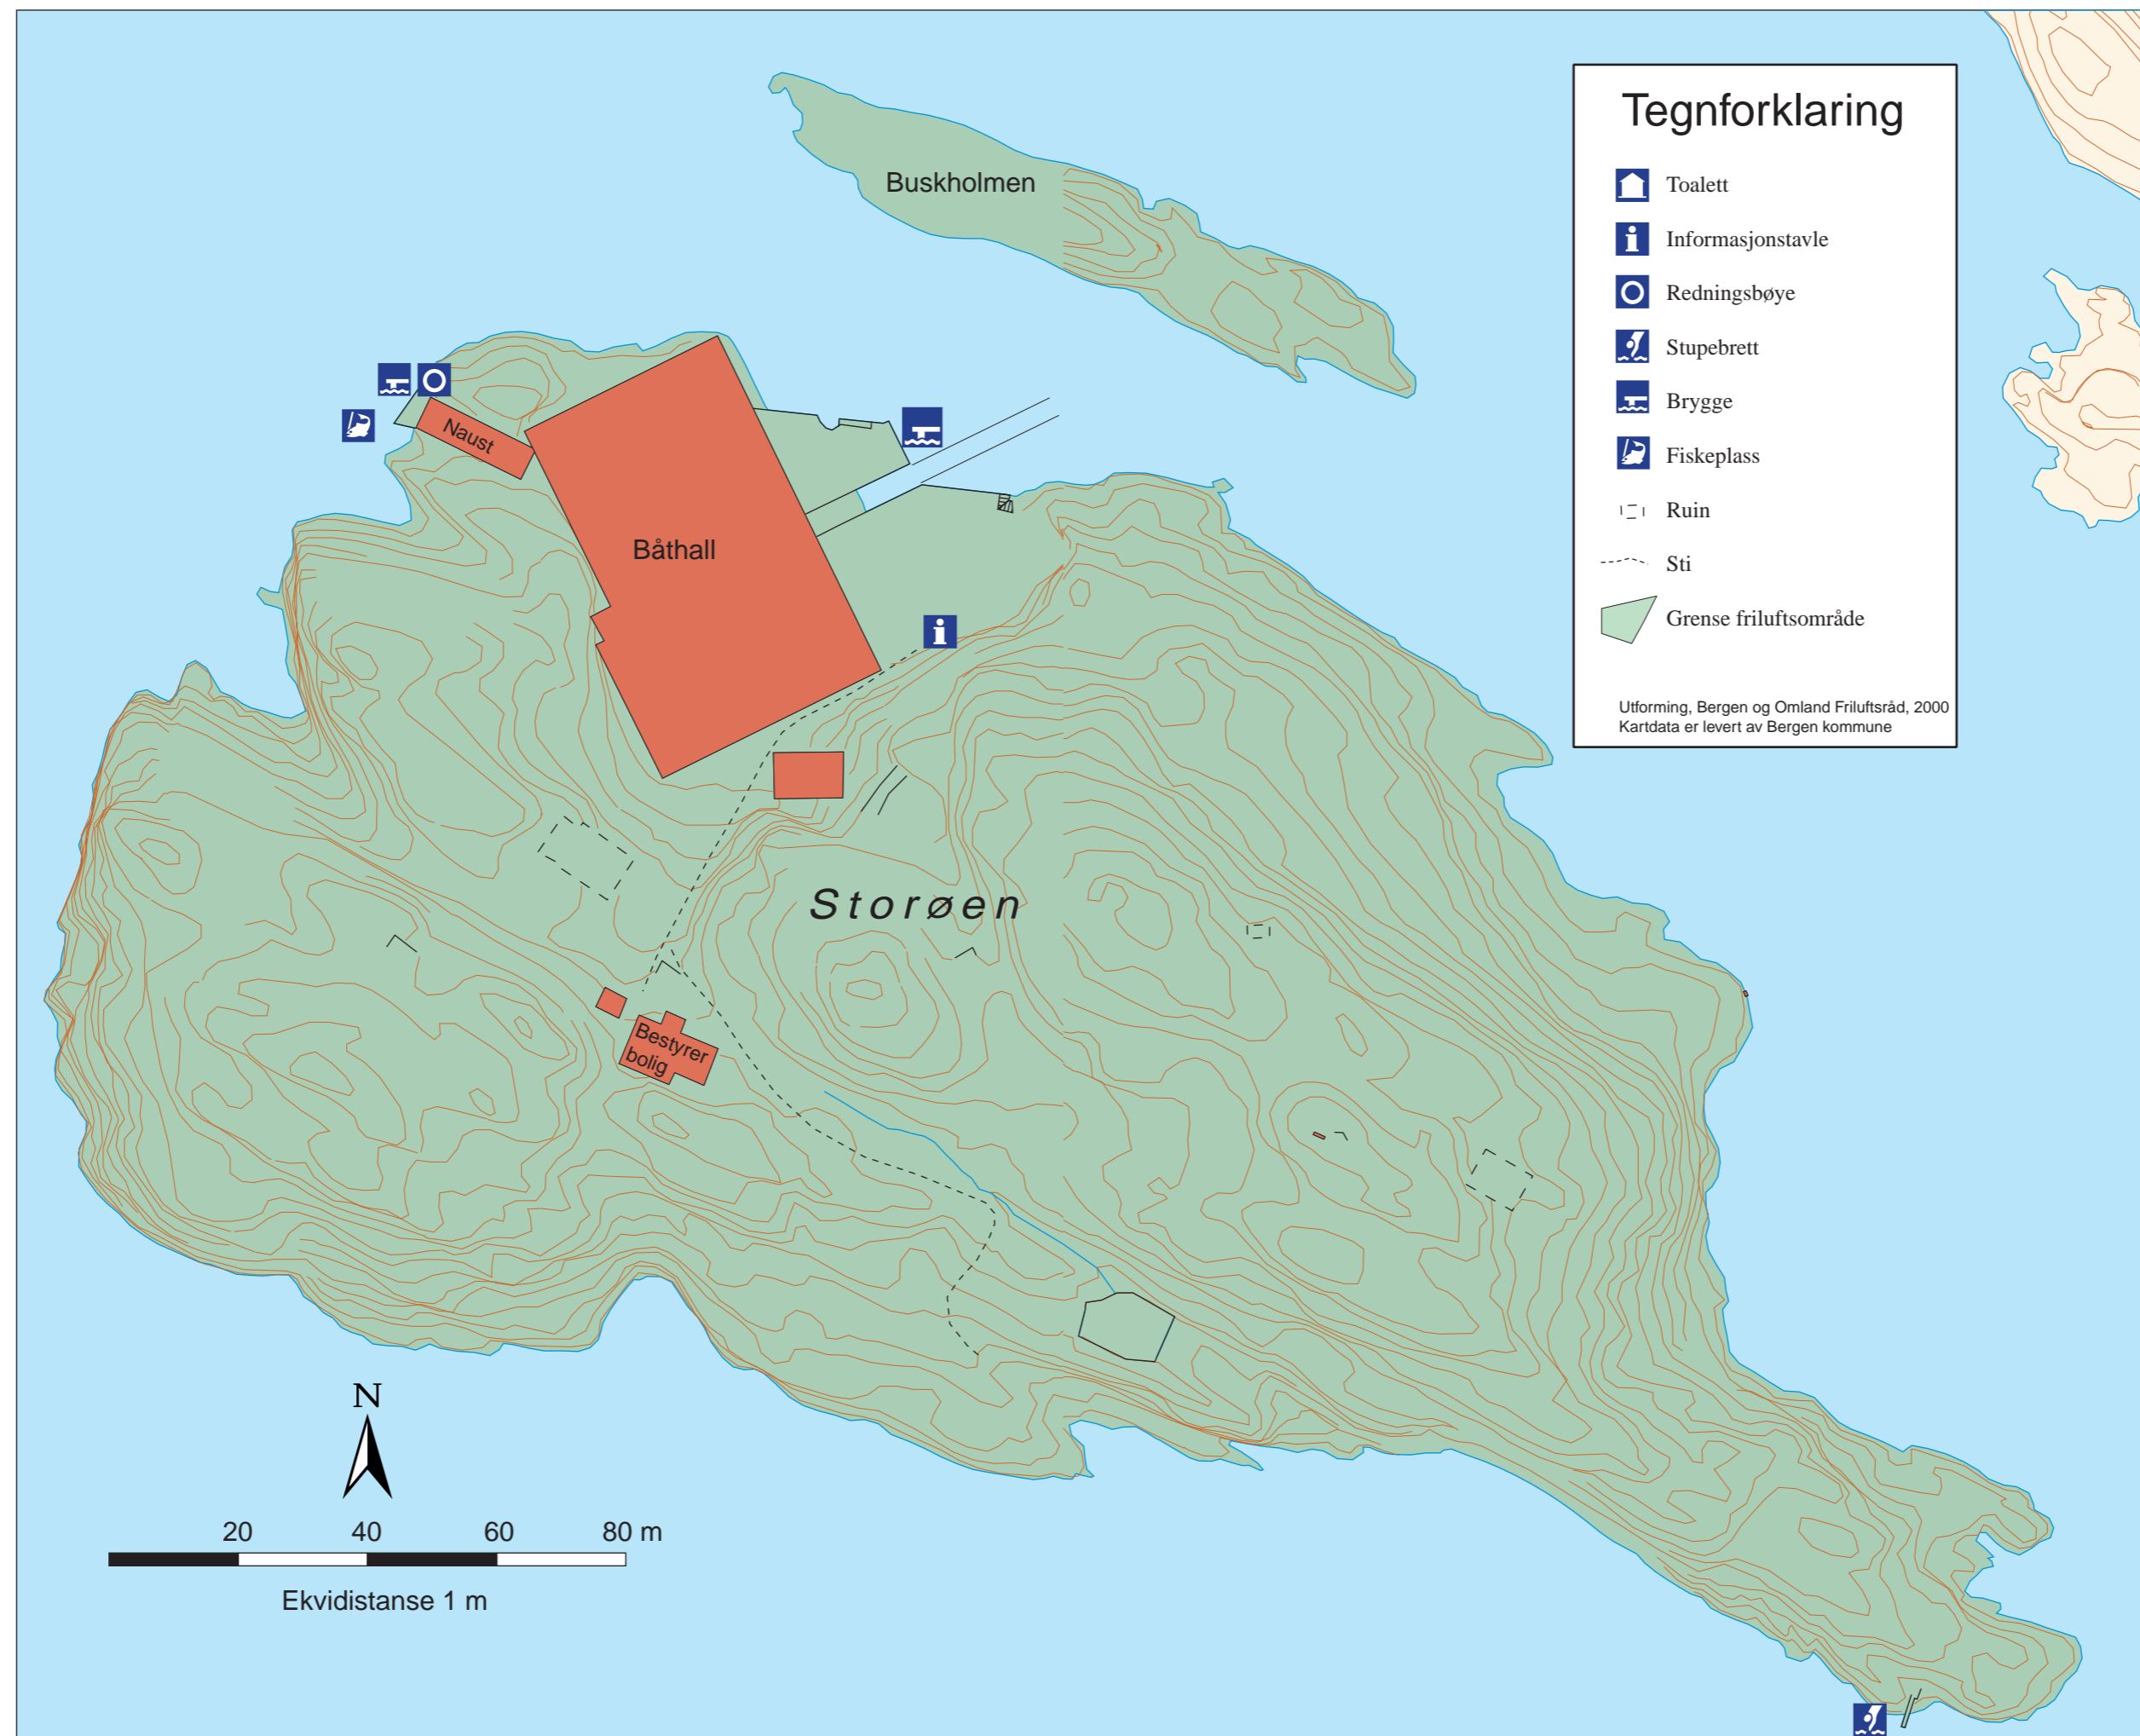 Buskholmen
Naust
Båthall
Storøen
Bestyrer
bolig
Tegnforklaring
Toalett
Informasjonstavle
Redningsbøye
Stupebrett
Brygge
Fiskeplass
Ruin
Sti
Grense friluftsområde
Utforming, Bergen og Omland Friluftsråd, 2000
Kartdata er levert av Bergen kommune
N
20 40 60 80 m
Ekvidistanse 1 m